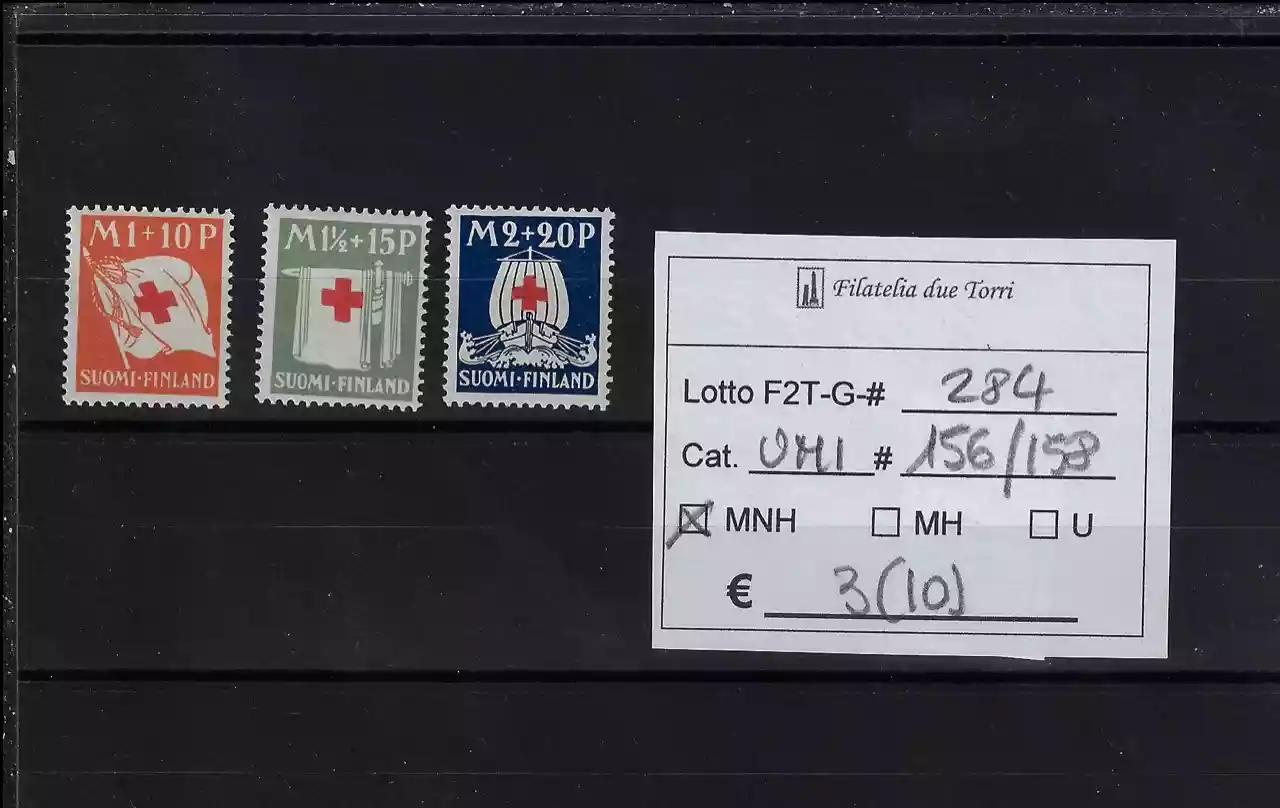 M1+10P
SUOMI·FINLAND
M1½+15P
SUOMI·FINLAND
M2+20P
SUOMI·FINLAND
Filatelia due Torri
Lotto F2T-G-# 284
Cat. UMI # 156/158
MNH MH U
€ 3(10)